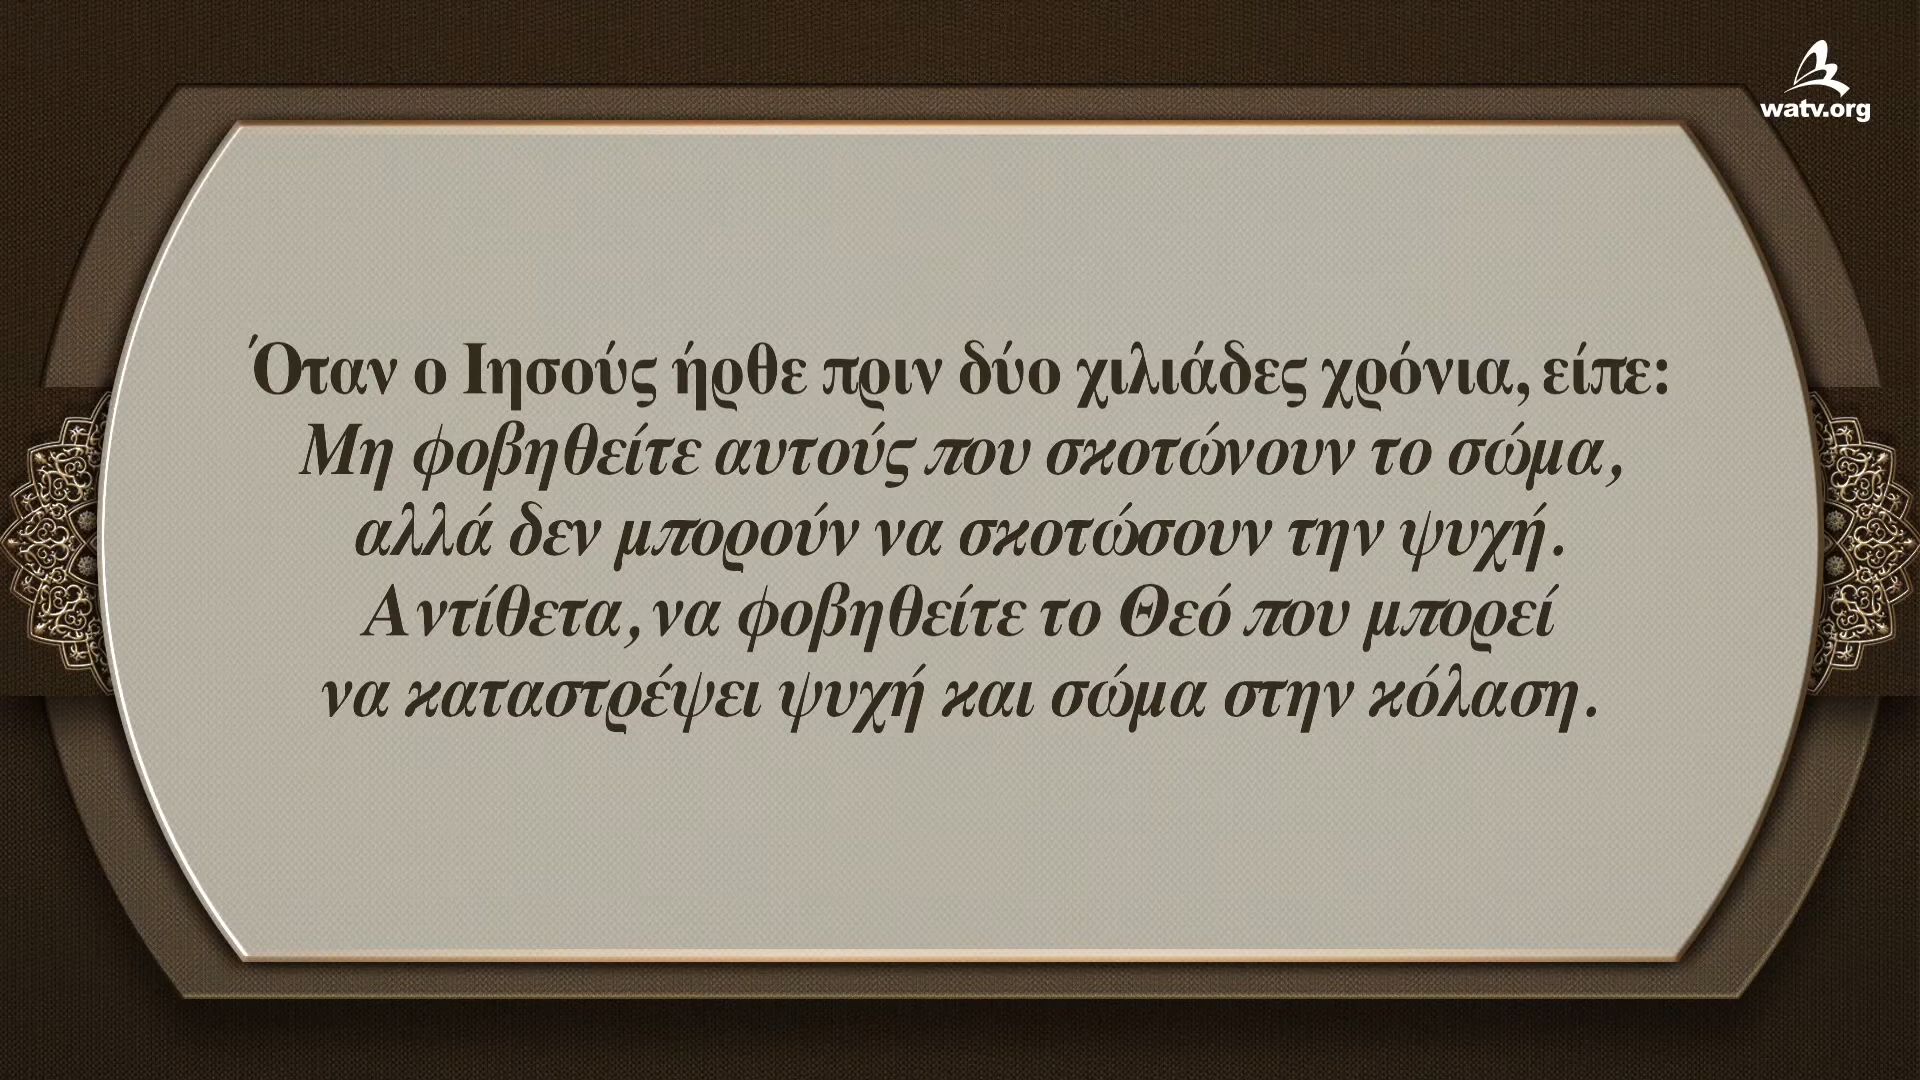 watv.org
Όταν ο Ιησούς ήρθε πριν δύο χιλιάδες χρόνια, είπε:
Μη φοβηθείτε αυτούς που σκοτώνουν το σώμα,
αλλά δεν μπορούν να σκοτώσουν την ψυχή.
Αντίθετα, να φοβηθείτε το Θεό που μπορεί
να καταστρέψει ψυχή και σώμα στην κόλαση.